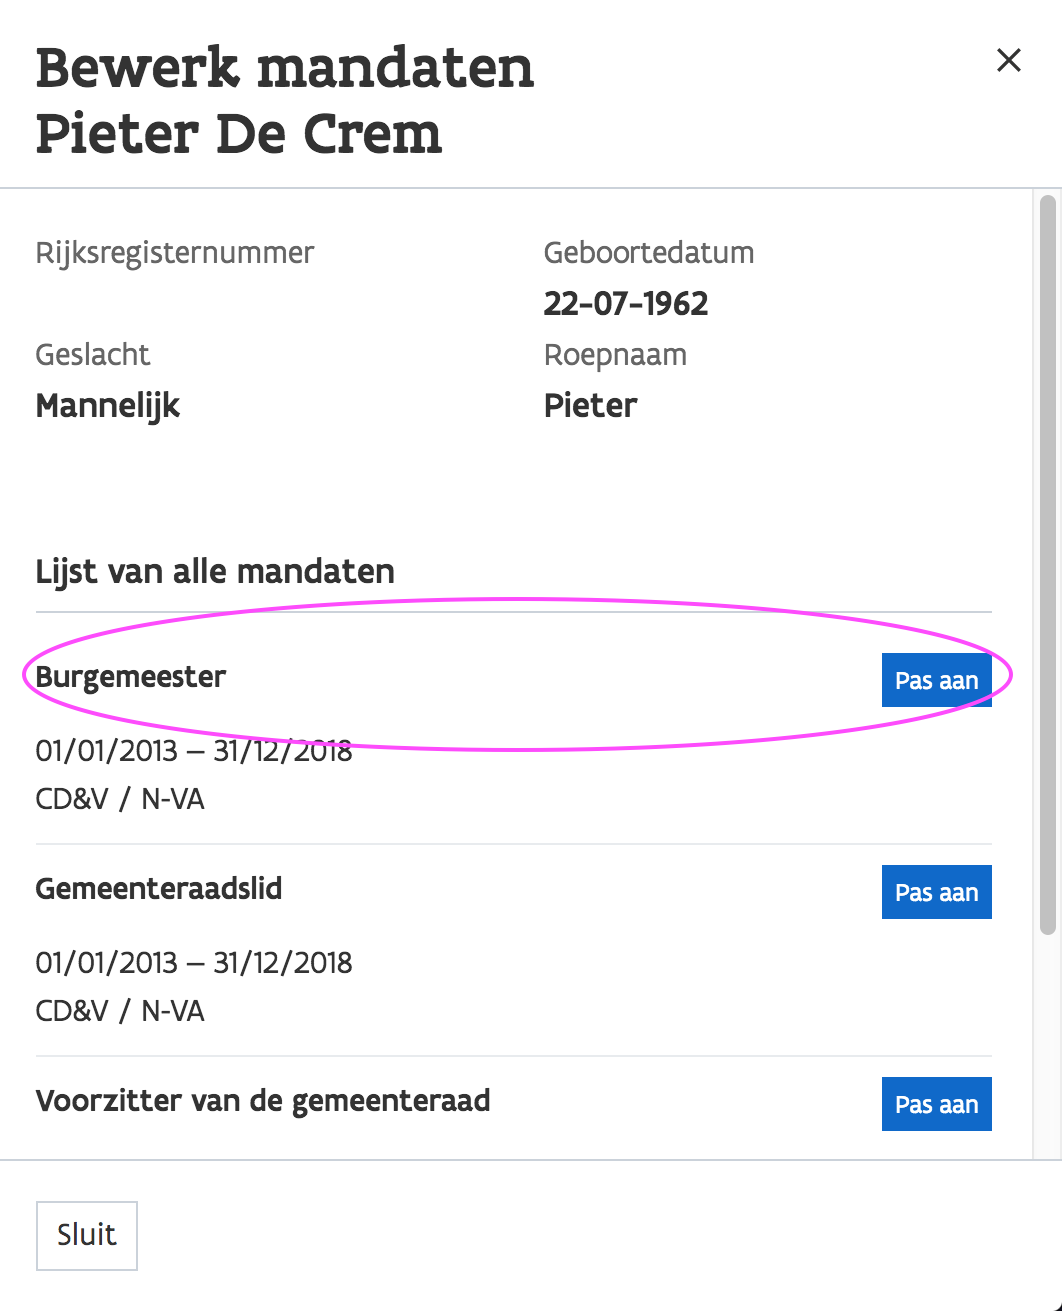 Bewerk mandaten
Pieter De Crem
Rijksregisternummer
Geboortedatum
22-07-1962
Geslacht
Mannelijk
Roepnaam
Pieter
Lijst van alle mandaten
Burgemeester
Pas aan
01/01/2013 – 31/12/2018
CD&V / N-VA
Gemeenteraadslid
Pas aan
01/01/2013 – 31/12/2018
CD&V / N-VA
Voorzitter van de gemeenteraad
Pas aan
Sluit